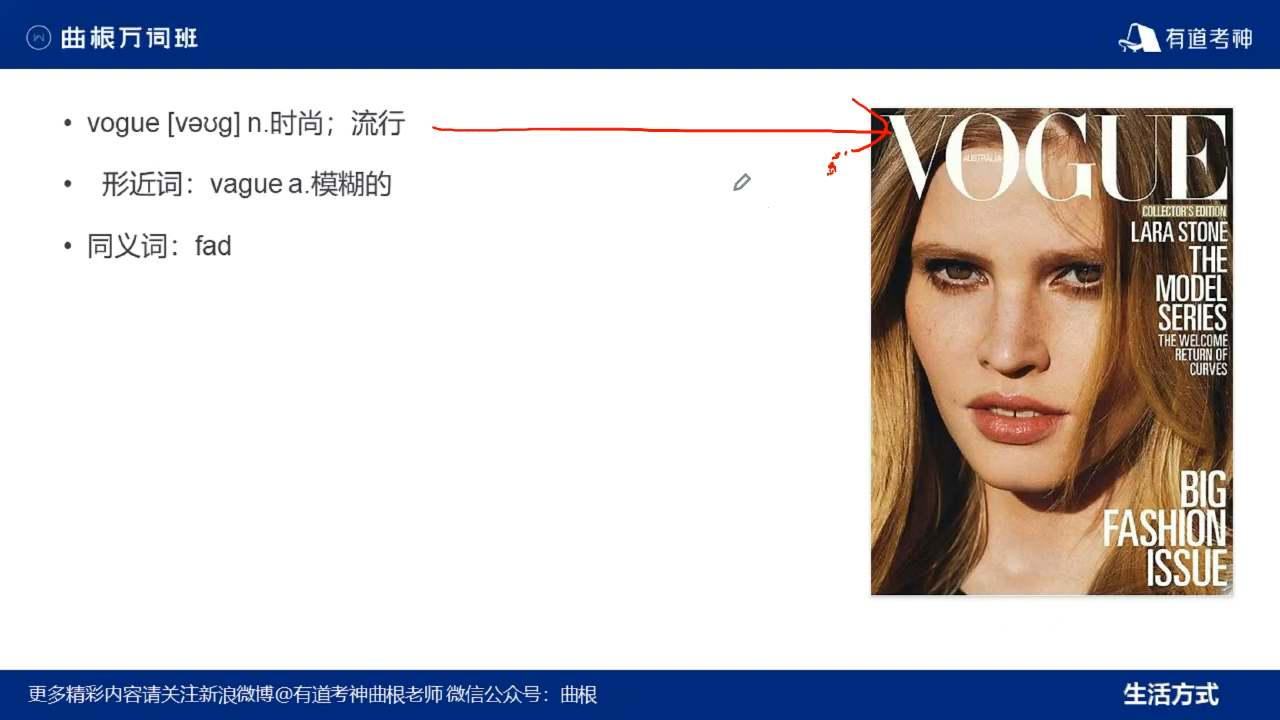 曲根万词班
有道考神
vogue [vəʊg] n.时尚；流行
形近词：vague a.模糊的
同义词：fad
VOGUE
AUSTRALIA
COLLECTOR'S EDITION
LARA STONE
THE
MODEL
SERIES
THE WELCOME
RETURN OF
CURVES
BIG
FASHION
ISSUE
更多精彩内容请关注新浪微博@有道考神曲根老师 微信公众号：曲根
生活方式